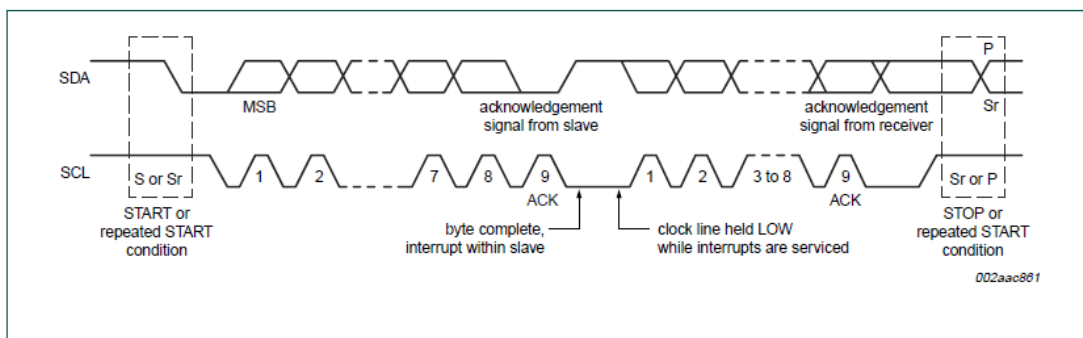 SDA
P
MSB
acknowledgement
signal from slave
acknowledgement
signal from receiver
Sr
SCL
S or Sr
1
2
7
8
9
1
2
3 to 8
9
Sr or P
ACK
ACK
START or
repeated START
condition
byte complete,
interrupt within slave
clock line held LOW
while interrupts are serviced
STOP or
repeated START
condition
002aac861